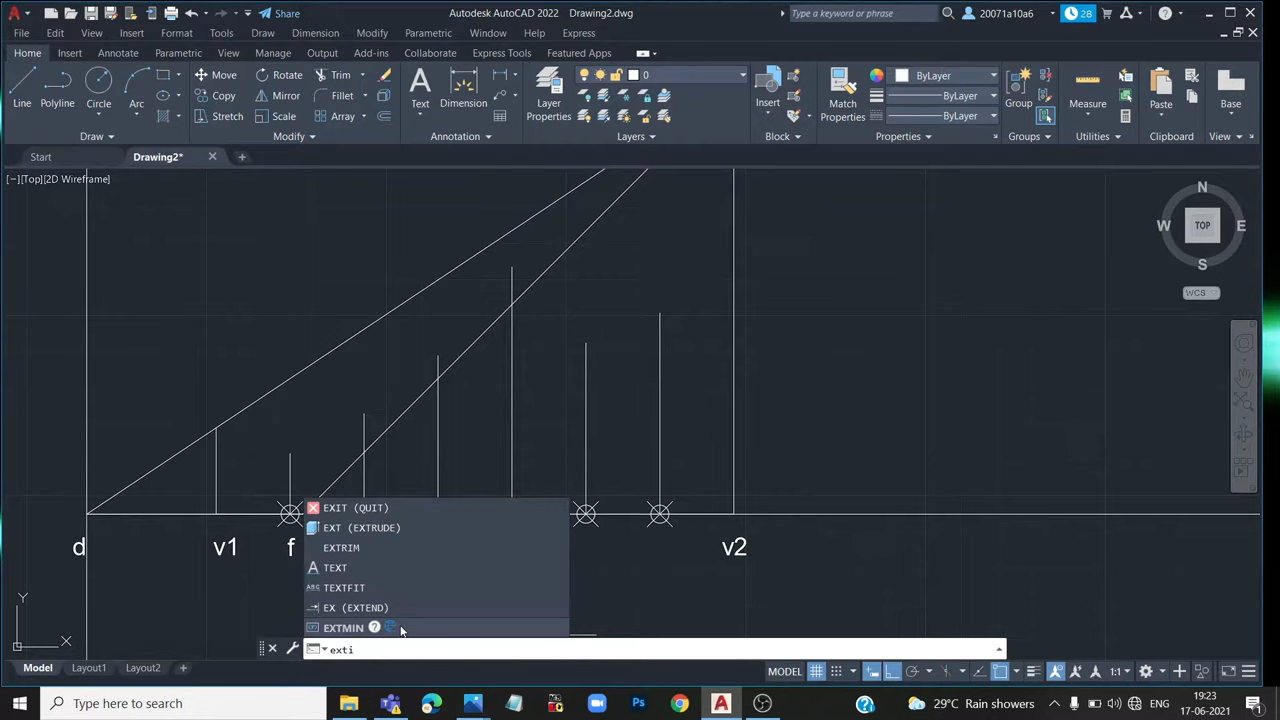 Share
Autodesk AutoCAD 2022 Drawing2.dwg
Type a keyword or phrase
20071a10a6
28
File Edit View Insert Format Tools Draw Dimension Modify Parametric Window Help Express
Home Insert Annotate Parametric View Manage Output Add-ins Collaborate Express Tools Featured Apps
Line Polyline Circle Arc
Move Rotate Trim
Copy Mirror Fillet
Stretch Scale Array
Text Dimension
Layer Properties
0
Insert
Match Properties
ByLayer
ByLayer
ByLayer
Group
Measure
Paste
Base
Draw Modify Annotation Layers Block Properties Groups Utilities Clipboard View
Start Drawing2*
[−][Top][2D Wireframe]
N
W TOP E
S
WCS
d v1 f v2
EXIT (QUIT)
EXT (EXTRUDE)
EXTRIM
TEXT
TEXTFIT
EX (EXTEND)
EXTMIN
exti
Y
X
Model Layout1 Layout2
MODEL
1:1
Type here to search
29°C Rain showers
ENG
19:23
17-06-2021